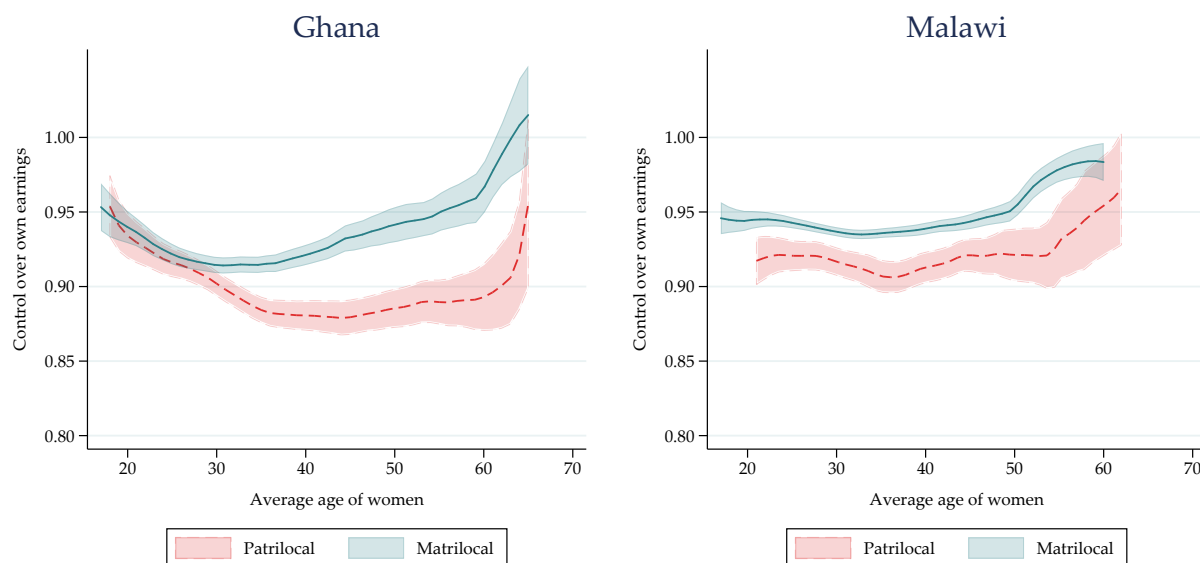 Ghana
Control over own earnings
1.00
0.95
0.90
0.85
0.80
20 30 40 50 60 70
Average age of women
Patrilocal Matrilocal
Malawi
Control over own earnings
1.00
0.95
0.90
0.85
0.80
20 30 40 50 60 70
Average age of women
Patrilocal Matrilocal